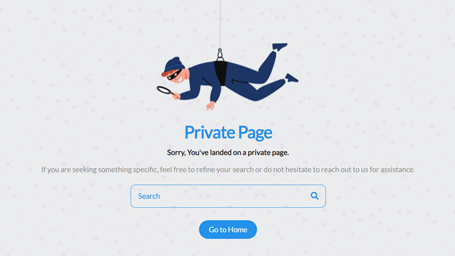 Private Page
Sorry, You've landed on a private page.
If you are seeking something specific, feel free to refine your search or do not hesitate to reach out to us for assistance.
Search
Go to Home